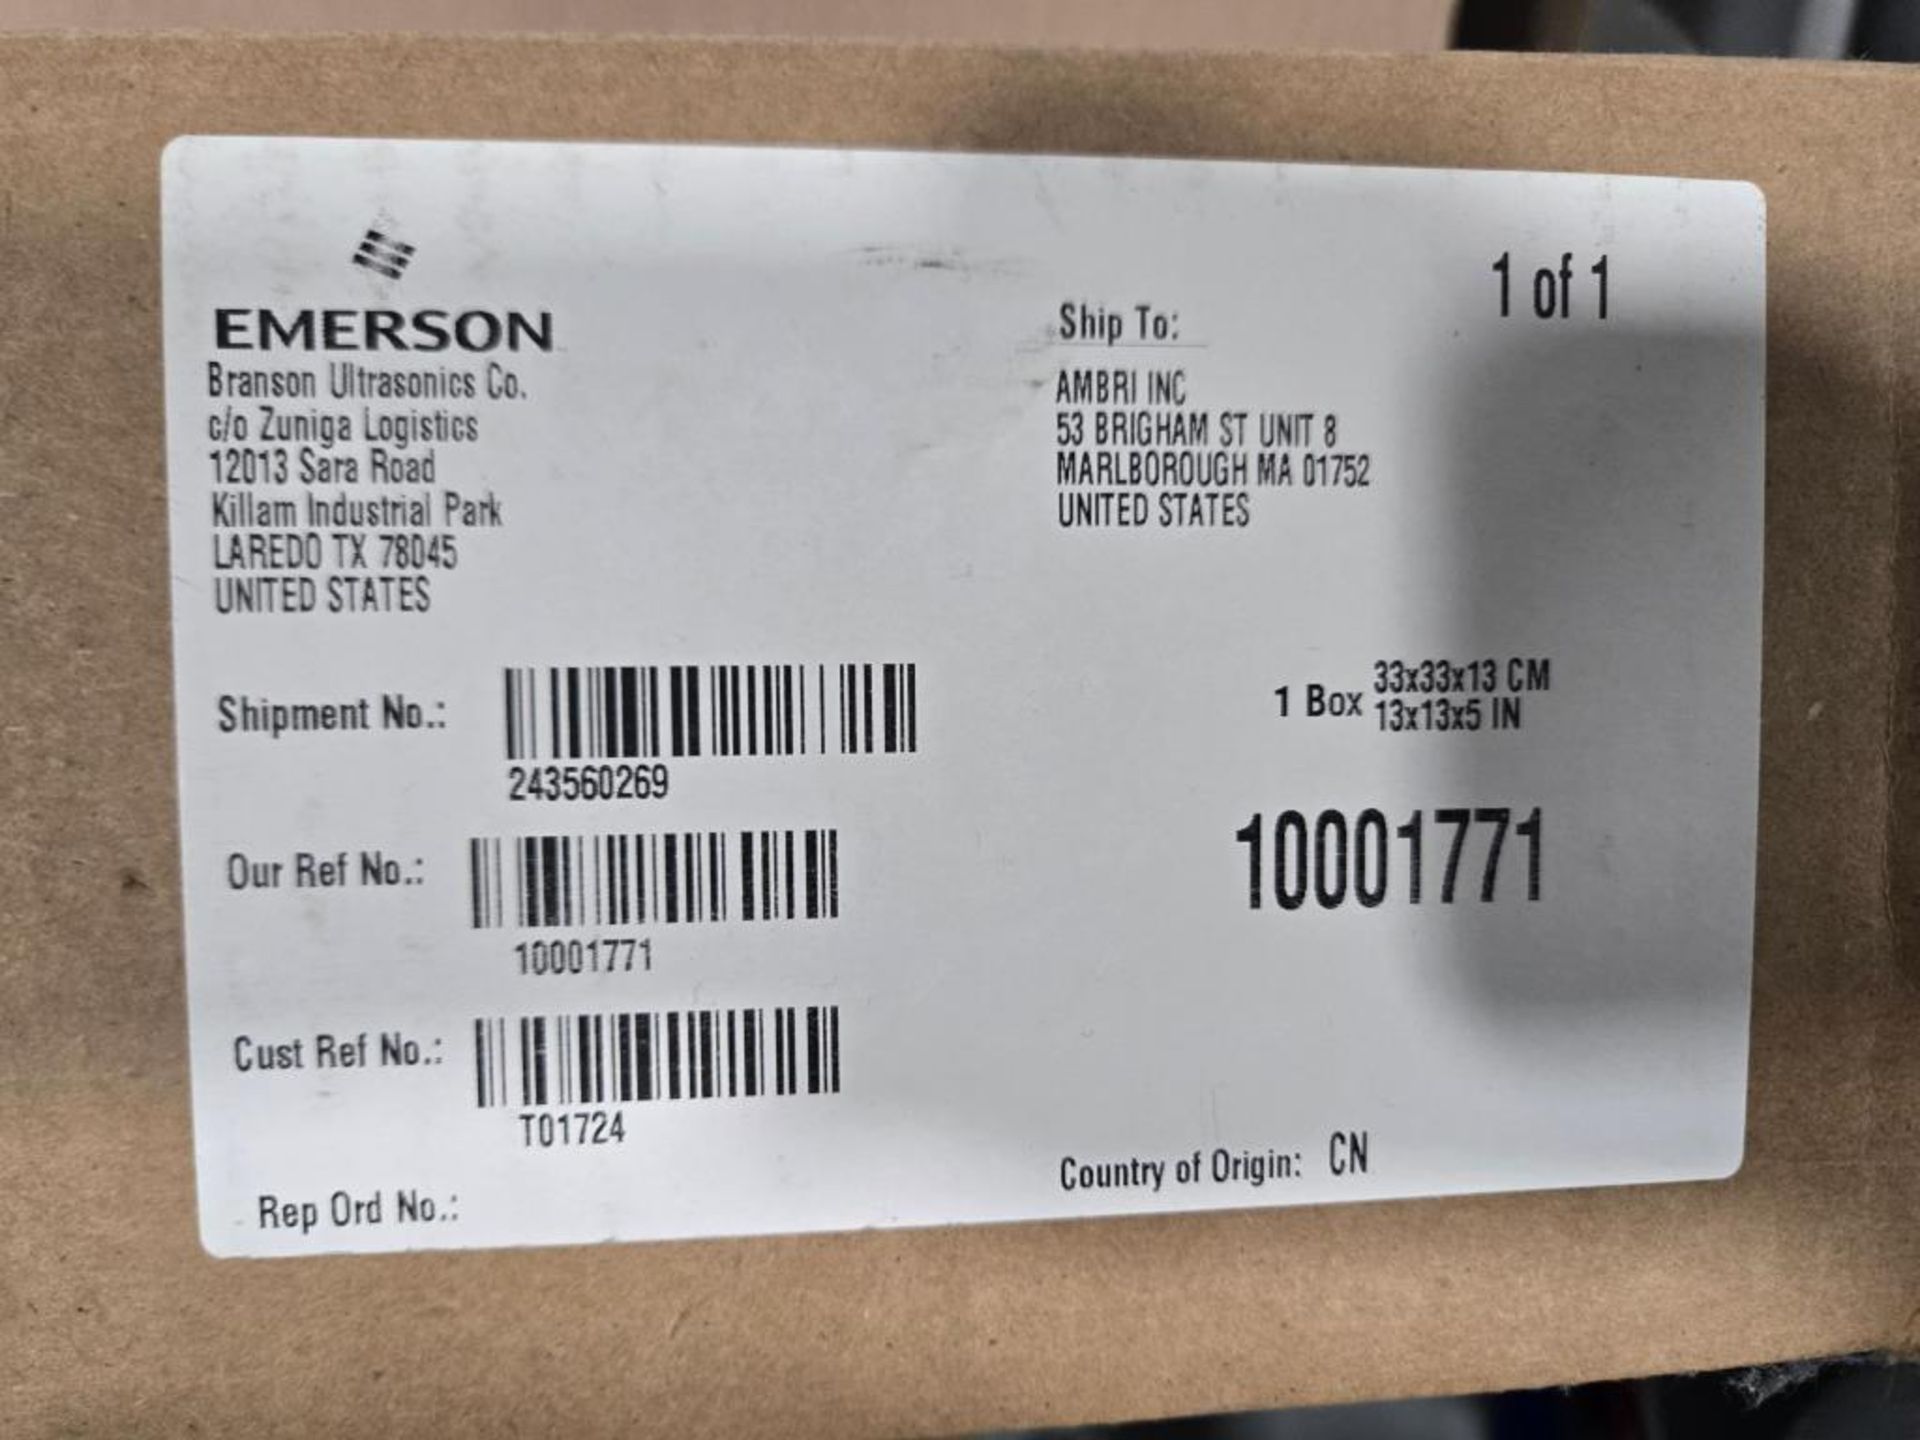 EMERSON
Branson Ultrasonics Co.
c/o Zuniga Logistics
12013 Sara Road
Killam Industrial Park
LAREDO TX 78045
UNITED STATES
1 of 1
Ship To:
AMBRI INC
53 BRIGHAM ST UNIT 8
MARLBOROUGH MA 01752
UNITED STATES
Shipment No.:
243560269
1 Box
33x33x13 CM
13x13x5 IN
Our Ref No.:
10001771
10001771
Cust Ref No.:
T01724
Rep Ord No.:
Country of Origin: CN